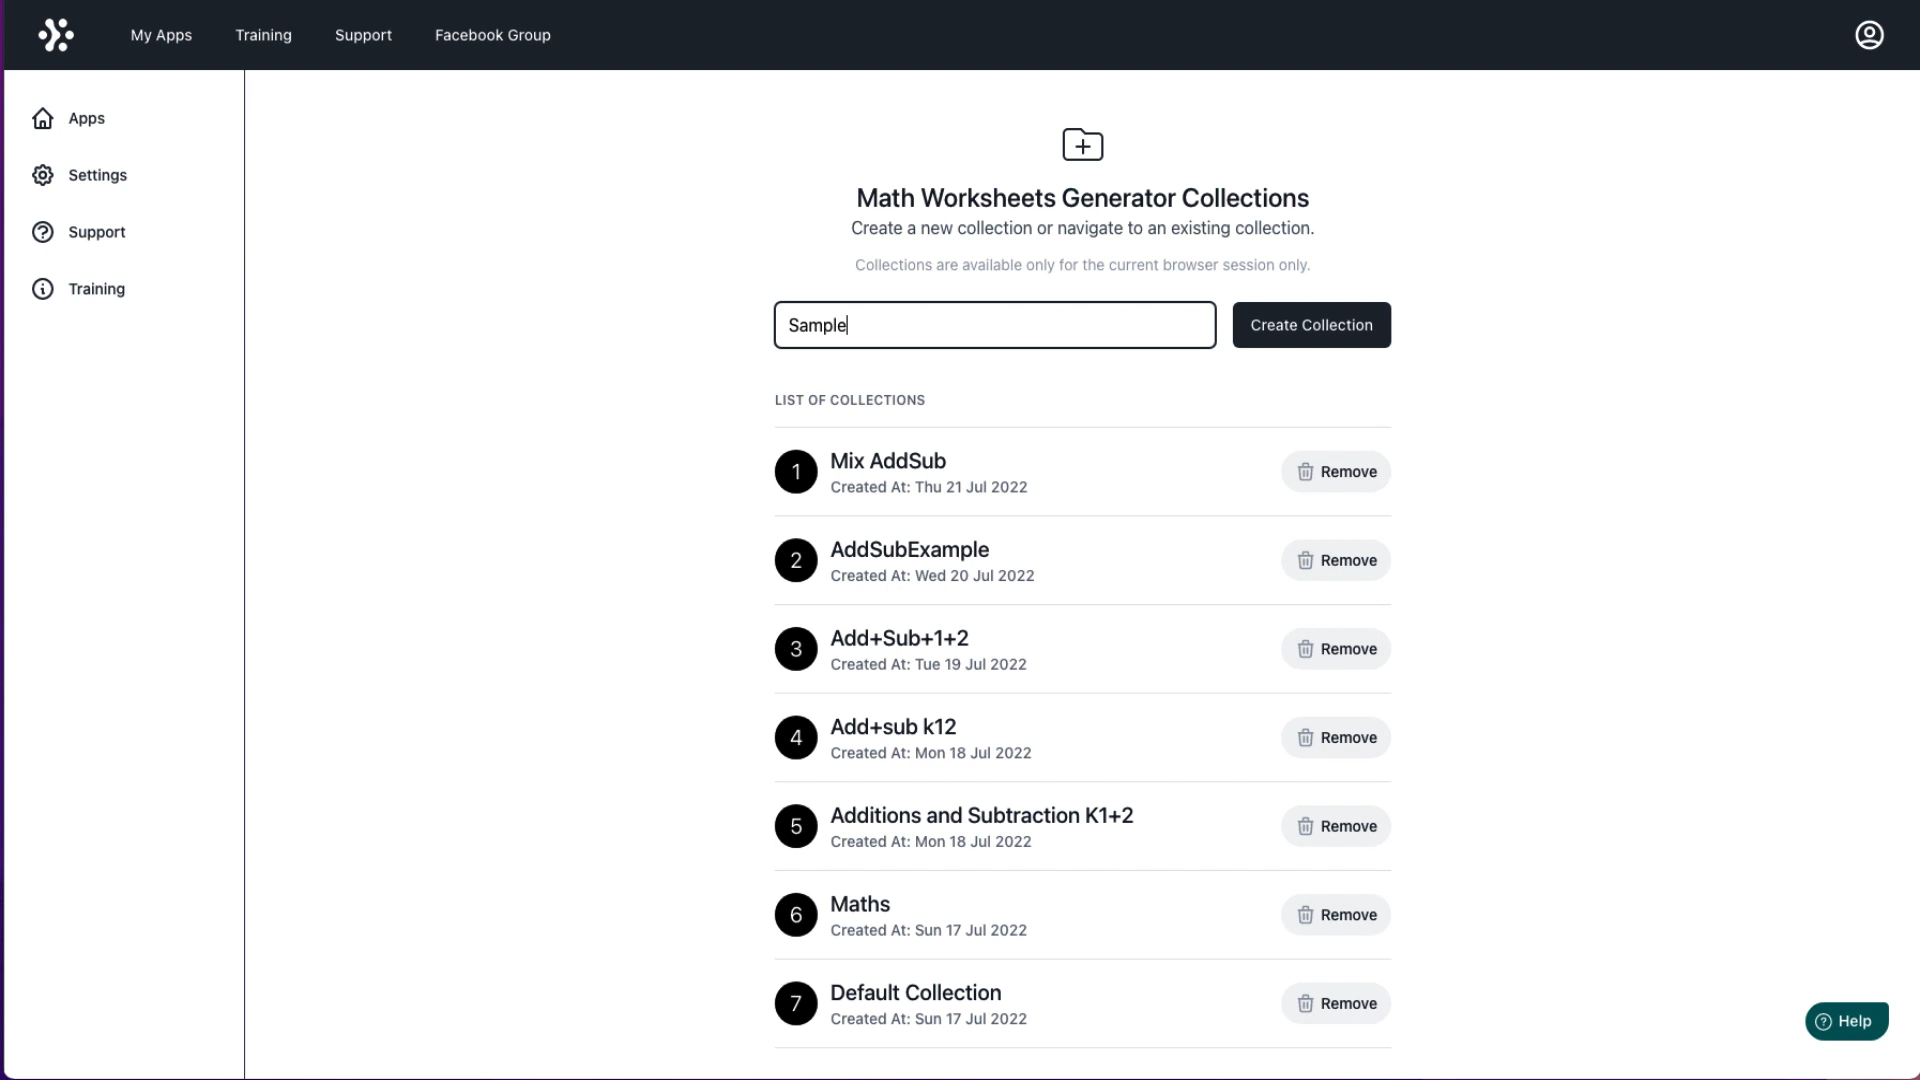 My Apps
Training
Support
Facebook Group
Apps
Settings
Support
Training
Math Worksheets Generator Collections
Create a new collection or navigate to an existing collection.
Collections are available only for the current browser session only.
Sample
Create Collection
LIST OF COLLECTIONS
1
Mix AddSub
Created At: Thu 21 Jul 2022
Remove
2
AddSubExample
Created At: Wed 20 Jul 2022
Remove
3
Add+Sub+1+2
Created At: Tue 19 Jul 2022
Remove
4
Add+sub k12
Created At: Mon 18 Jul 2022
Remove
5
Additions and Subtraction K1+2
Created At: Mon 18 Jul 2022
Remove
6
Maths
Created At: Sun 17 Jul 2022
Remove
7
Default Collection
Created At: Sun 17 Jul 2022
Remove
Help